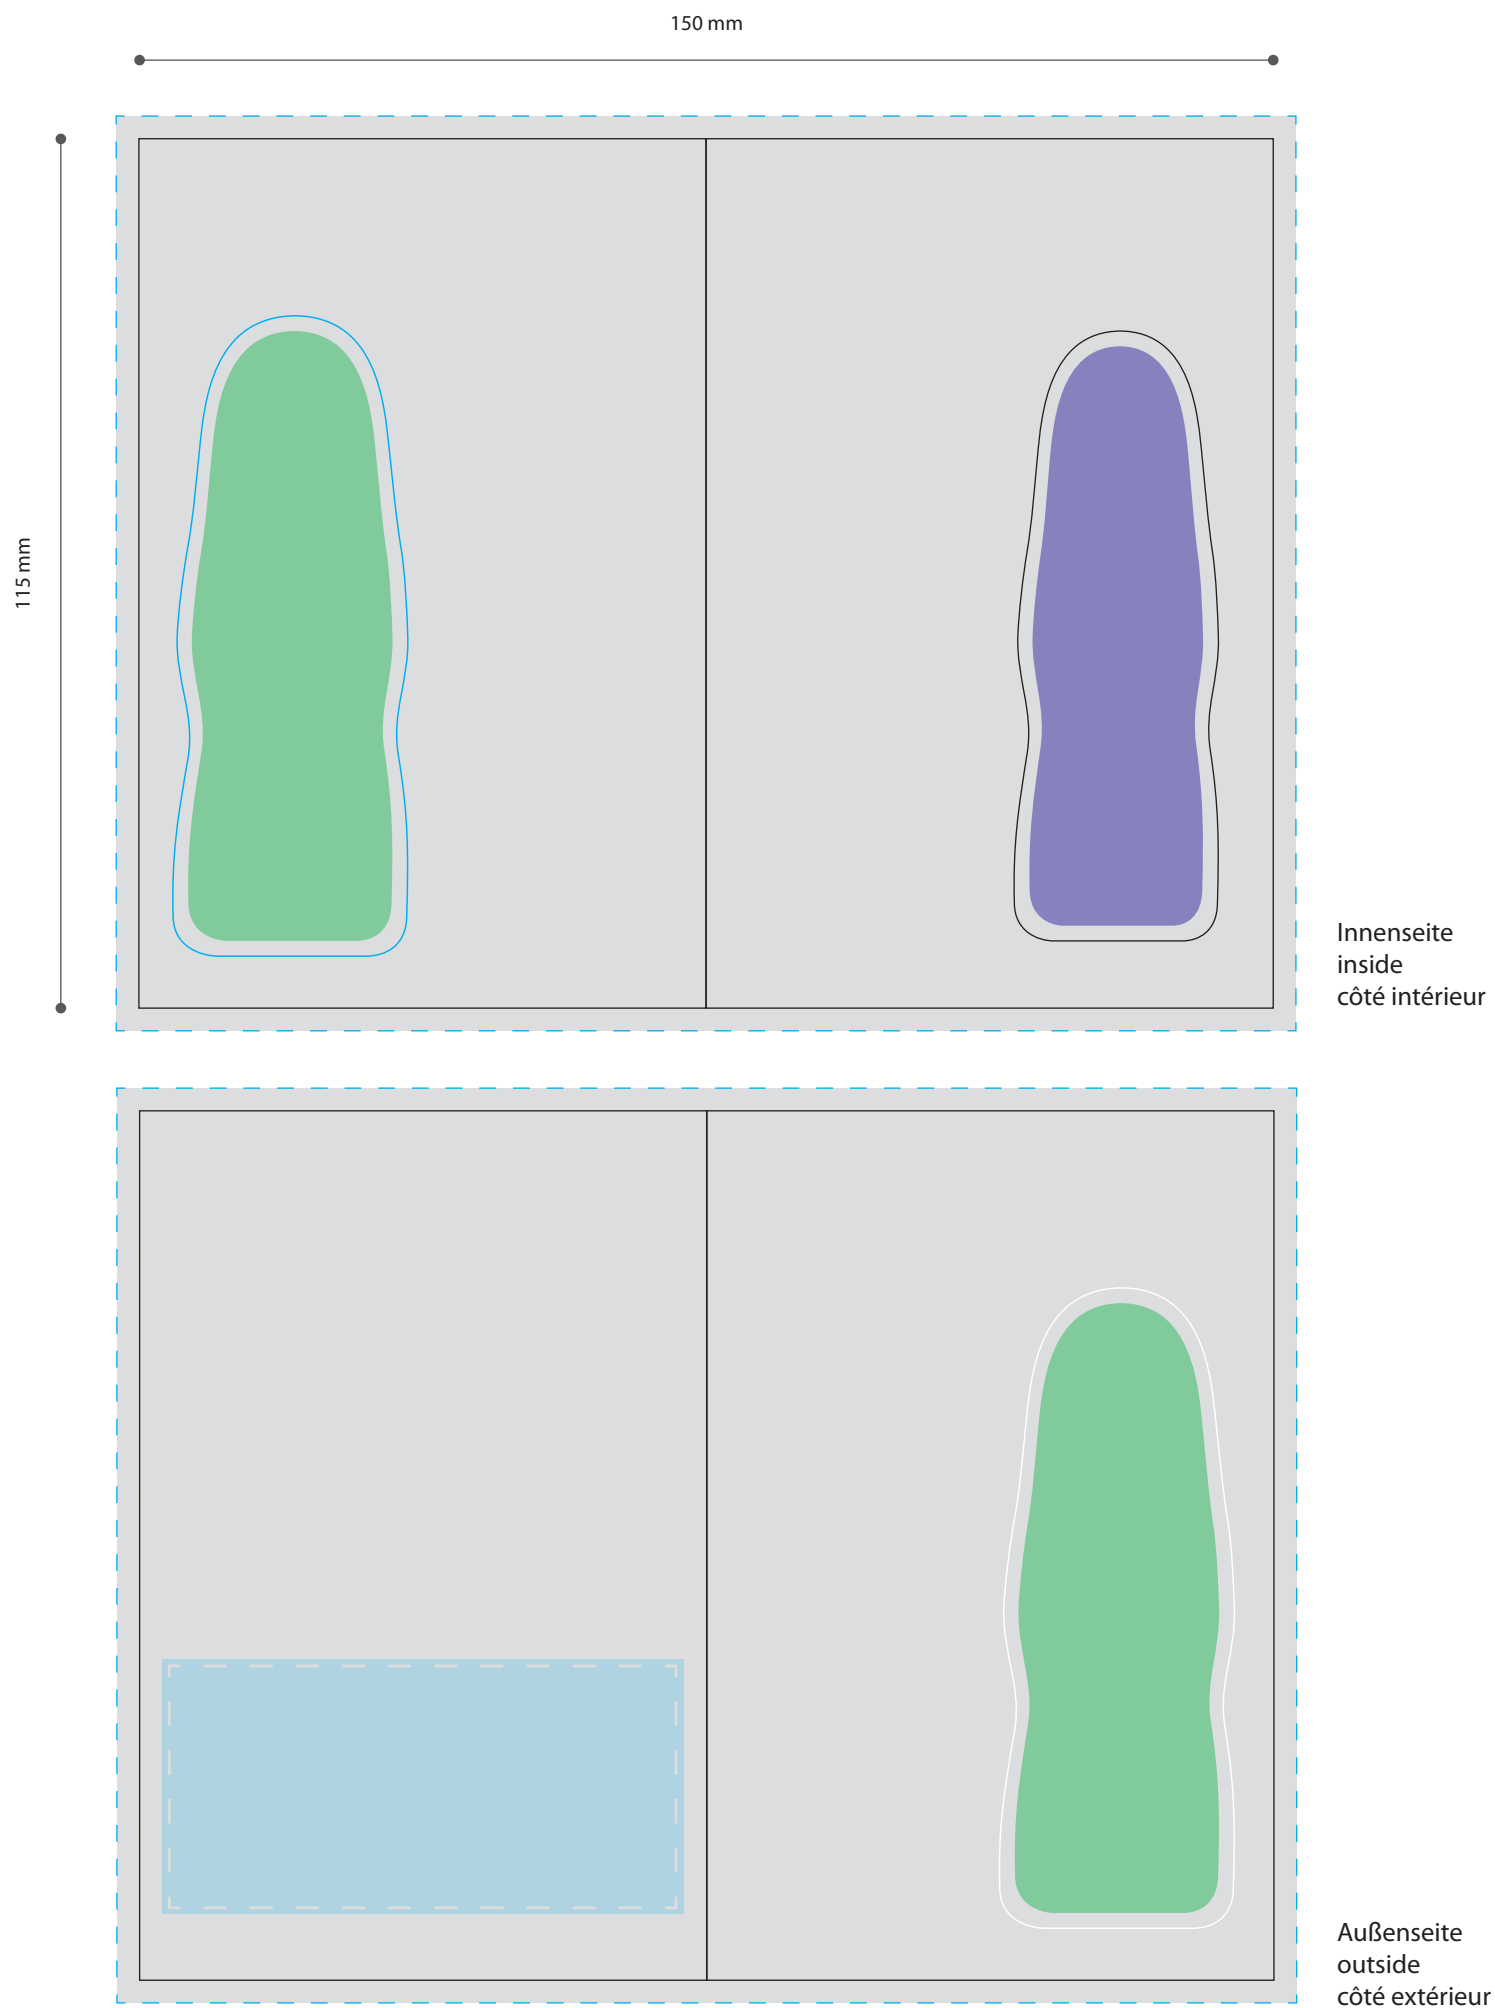 150 mm
115 mm
Innenseite
inside
côté intérieur
Außenseite
outside
côté extérieur